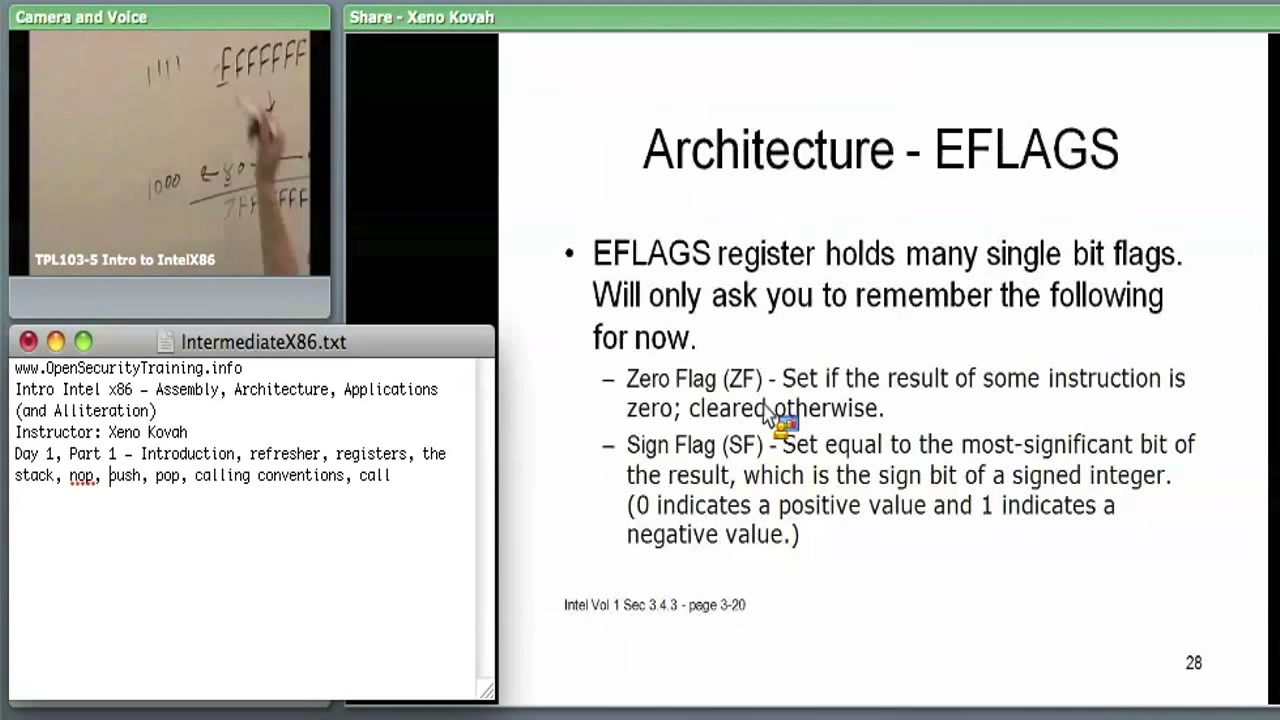 Camera and Voice
1111 FFFFFFF
1000
TPL103-5 Intro to IntelX86
IntermediateX86.txt
www.OpenSecurityTraining.info
Intro Intel x86 – Assembly, Architecture, Applications
(and Alliteration)
Instructor: Xeno Kovah
Day 1, Part 1 – Introduction, refresher, registers, the
stack, nop, push, pop, calling conventions, call
Share - Xeno Kovah
Architecture - EFLAGS
• EFLAGS register holds many single bit flags.
Will only ask you to remember the following
for now.
– Zero Flag (ZF) - Set if the result of some instruction is
zero; cleared otherwise.
– Sign Flag (SF) - Set equal to the most-significant bit of
the result, which is the sign bit of a signed integer.
(0 indicates a positive value and 1 indicates a
negative value.)
Intel Vol 1 Sec 3.4.3 - page 3-20
28